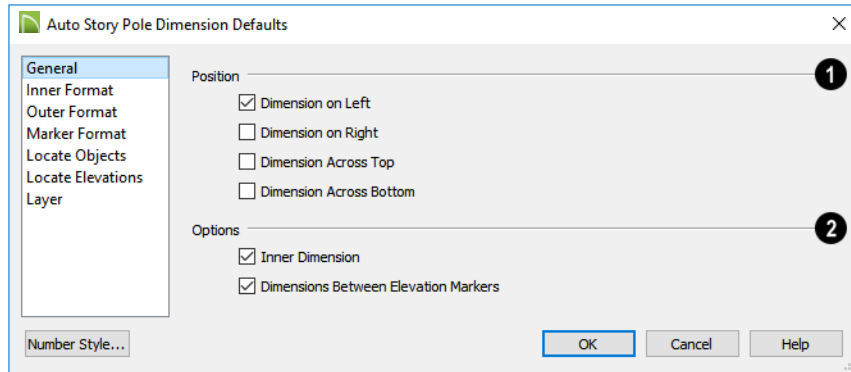 Auto Story Pole Dimension Defaults
General
Inner Format
Outer Format
Marker Format
Locate Objects
Locate Elevations
Layer
Position
1
Dimension on Left
Dimension on Right
Dimension Across Top
Dimension Across Bottom
Options
2
Inner Dimension
Dimensions Between Elevation Markers
Number Style...
OK
Cancel
Help